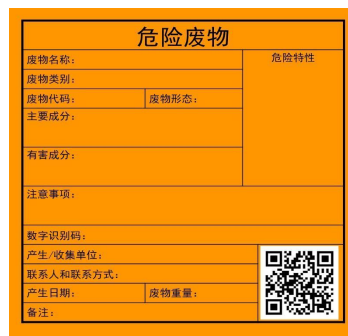 危险废物
废物名称：
危险特性
废物类别：
废物代码：
废物形态：
主要成分：
有害成分：
注意事项：
数字识别码：
产生/收集单位：
联系人和联系方式：
产生日期：
废物重量：
备注：